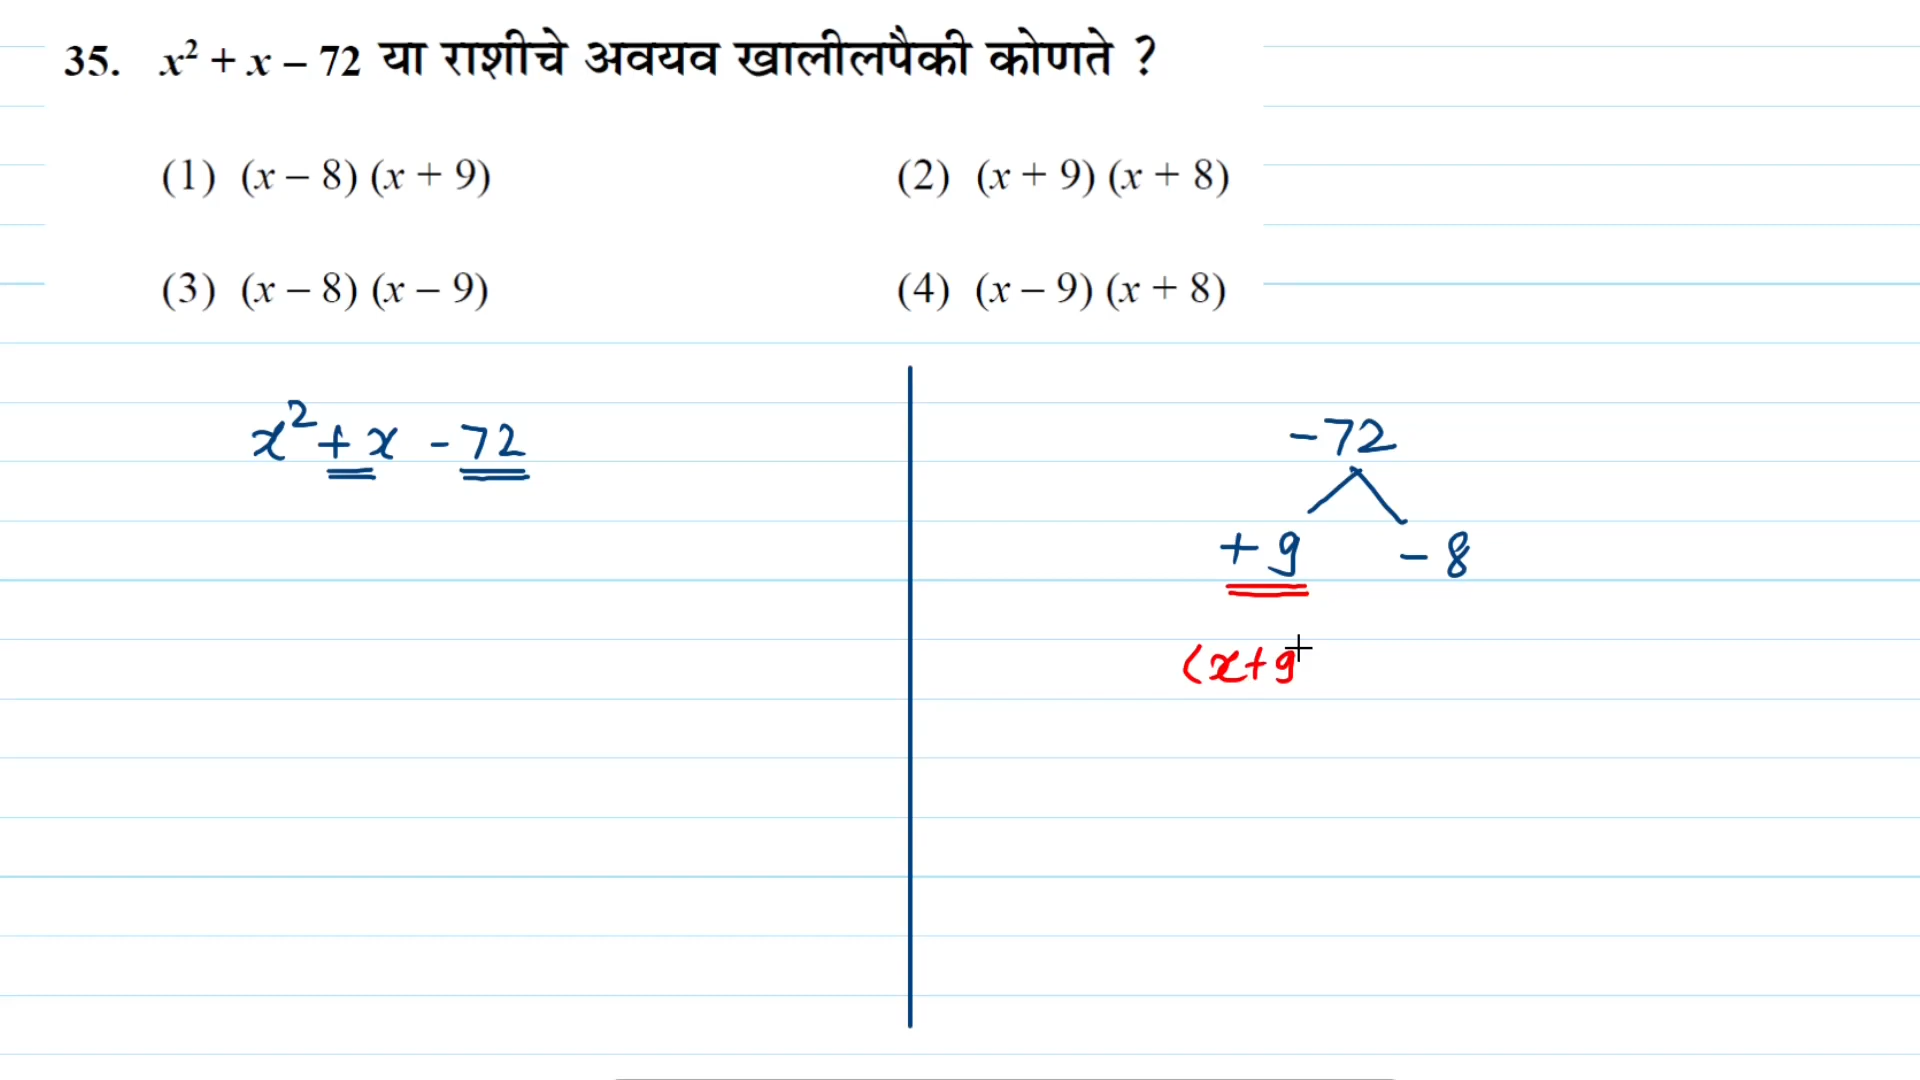 35. x² + x – 72 या राशीचे अवयव खालीलपैकी कोणते ?
(1) (x – 8) (x + 9) (2) (x + 9) (x + 8)
(3) (x – 8) (x – 9) (4) (x – 9) (x + 8)
x² + x - 72
-72
+9 -8
(x+9